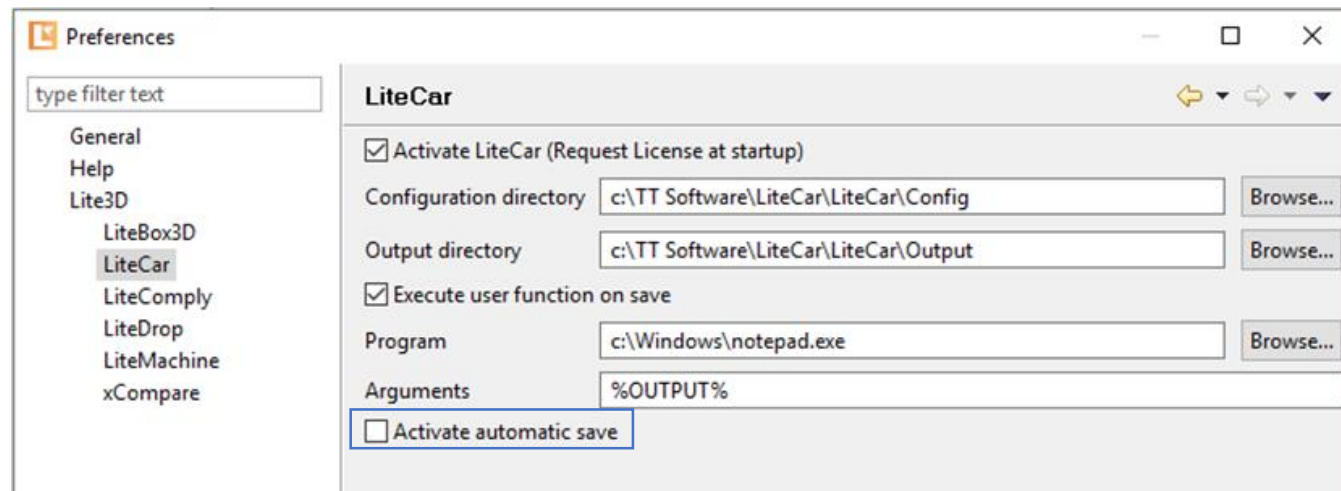 Preferences
type filter text
General
Help
Lite3D
LiteBox3D
LiteCar
LiteComply
LiteDrop
LiteMachine
xCompare
LiteCar
Activate LiteCar (Request License at startup)
Configuration directory c:\TT Software\LiteCar\LiteCar\Config Browse...
Output directory c:\TT Software\LiteCar\LiteCar\Output Browse...
Execute user function on save
Program c:\Windows\notepad.exe Browse...
Arguments %OUTPUT%
Activate automatic save